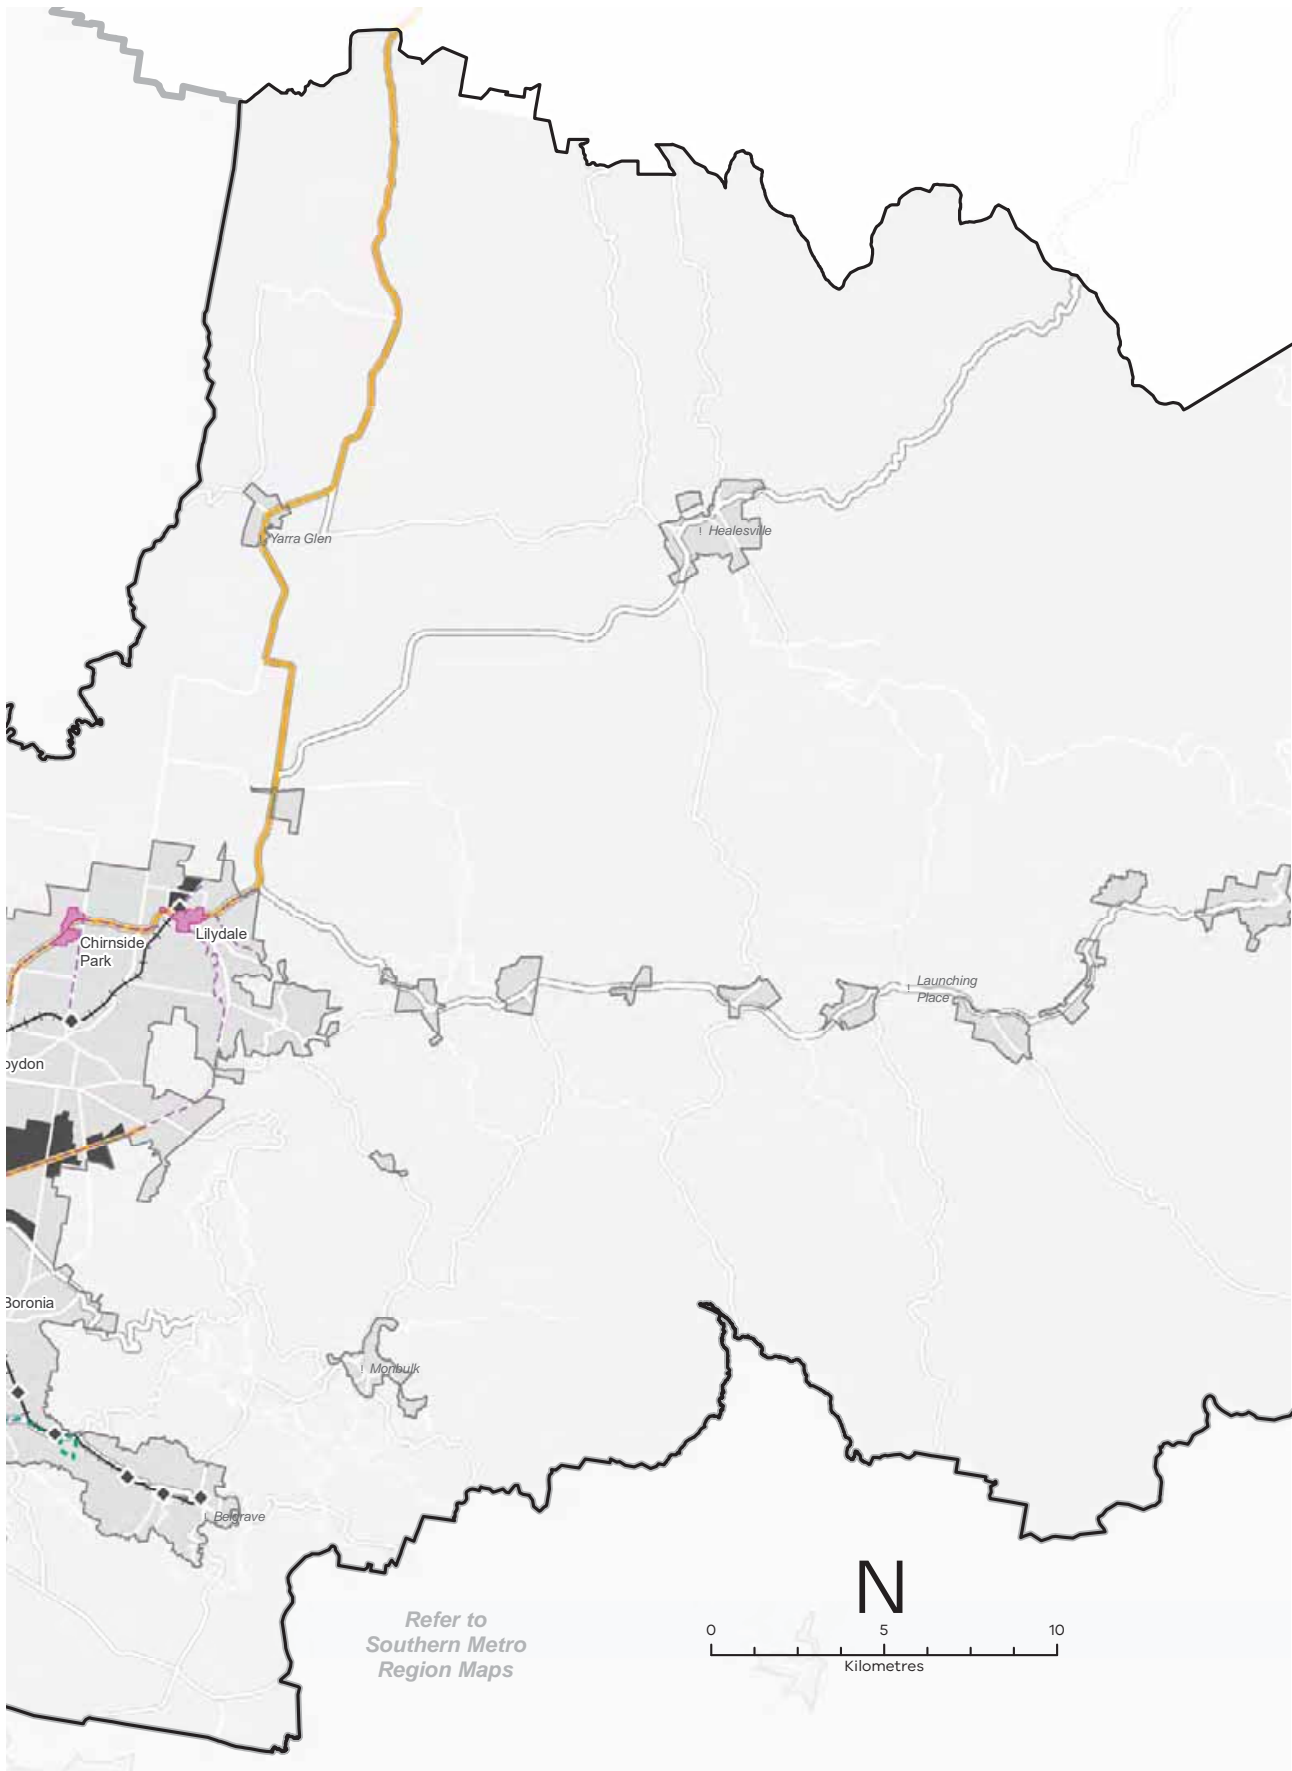 Yarra Glen
Healesville
Lilydale
Chirnside
Park
Launching
Place
oydon
Boronia
Monbulk
Belgrave
Refer to
Southern Metro
Region Maps
N
0 5 10
Kilometres